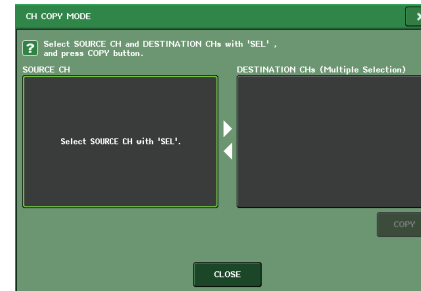 CH COPY MODE
Select SOURCE CH and DESTINATION CHs with 'SEL' ,
and press COPY button.
SOURCE CH
DESTINATION CHs (Multiple Selection)
Select SOURCE CH with 'SEL'.
COPY
CLOSE